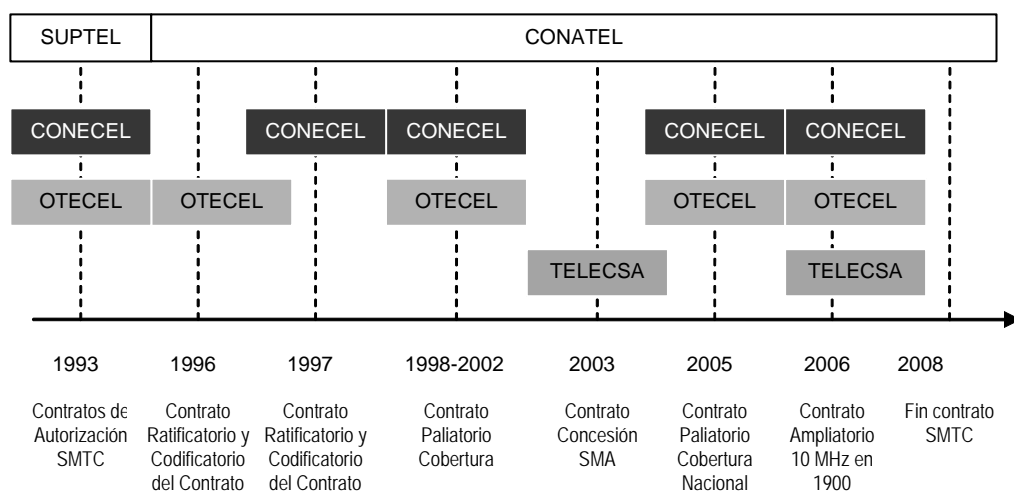 SUPTEL CONATEL
CONECEL CONECEL CONECEL CONECEL CONECEL
OTECEL OTECEL OTECEL OTECEL OTECEL
TELECSA TELECSA
1993 1996 1997 1998-2002 2003 2005 2006 2008
Contratos de
Autorización
SMTC
Contrato
Ratificatorio y
Codificatorio
del Contrato
Contrato
Ratificatorio y
Codificatorio
del Contrato
Contrato
Paliatorio
Cobertura
Contrato
Concesión
SMA
Contrato
Paliatorio
Cobertura
Nacional
Contrato
Ampliatorio
10 MHz en
1900
Fin contrato
SMTC